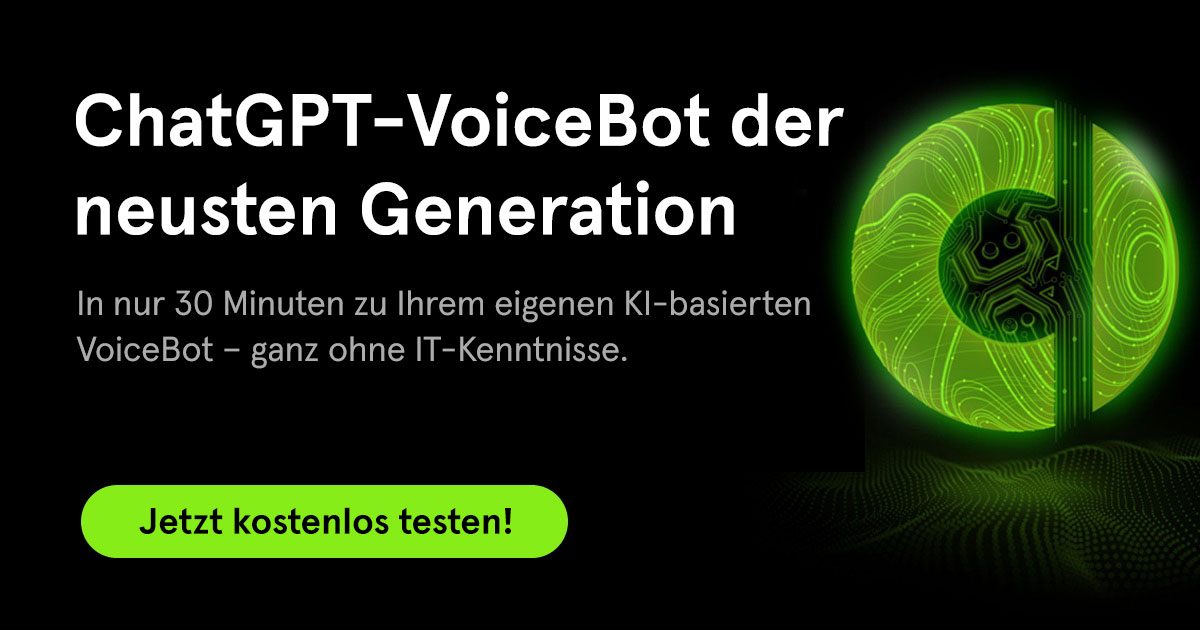 ChatGPT-VoiceBot der
neusten Generation
In nur 30 Minuten zu Ihrem eigenen KI-basierten
VoiceBot – ganz ohne IT-Kenntnisse.
Jetzt kostenlos testen!